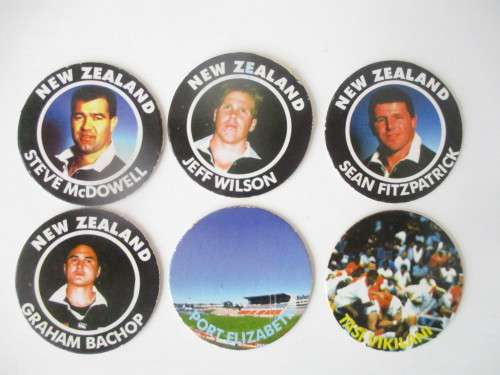 NEW ZEALAND
STEVE McDOWELL
NEW ZEALAND
JEFF WILSON
NEW ZEALAND
SEAN FITZPATRICK
NEW ZEALAND
GRAHAM BACHOP
PORT ELIZABETH